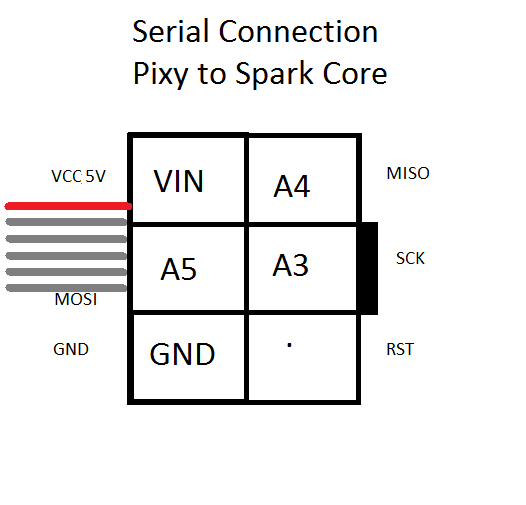 Serial Connection
Pixy to Spark Core
VCC 5V
VIN
A4
MISO
A5
A3
SCK
MOSI
GND
GND
.
RST